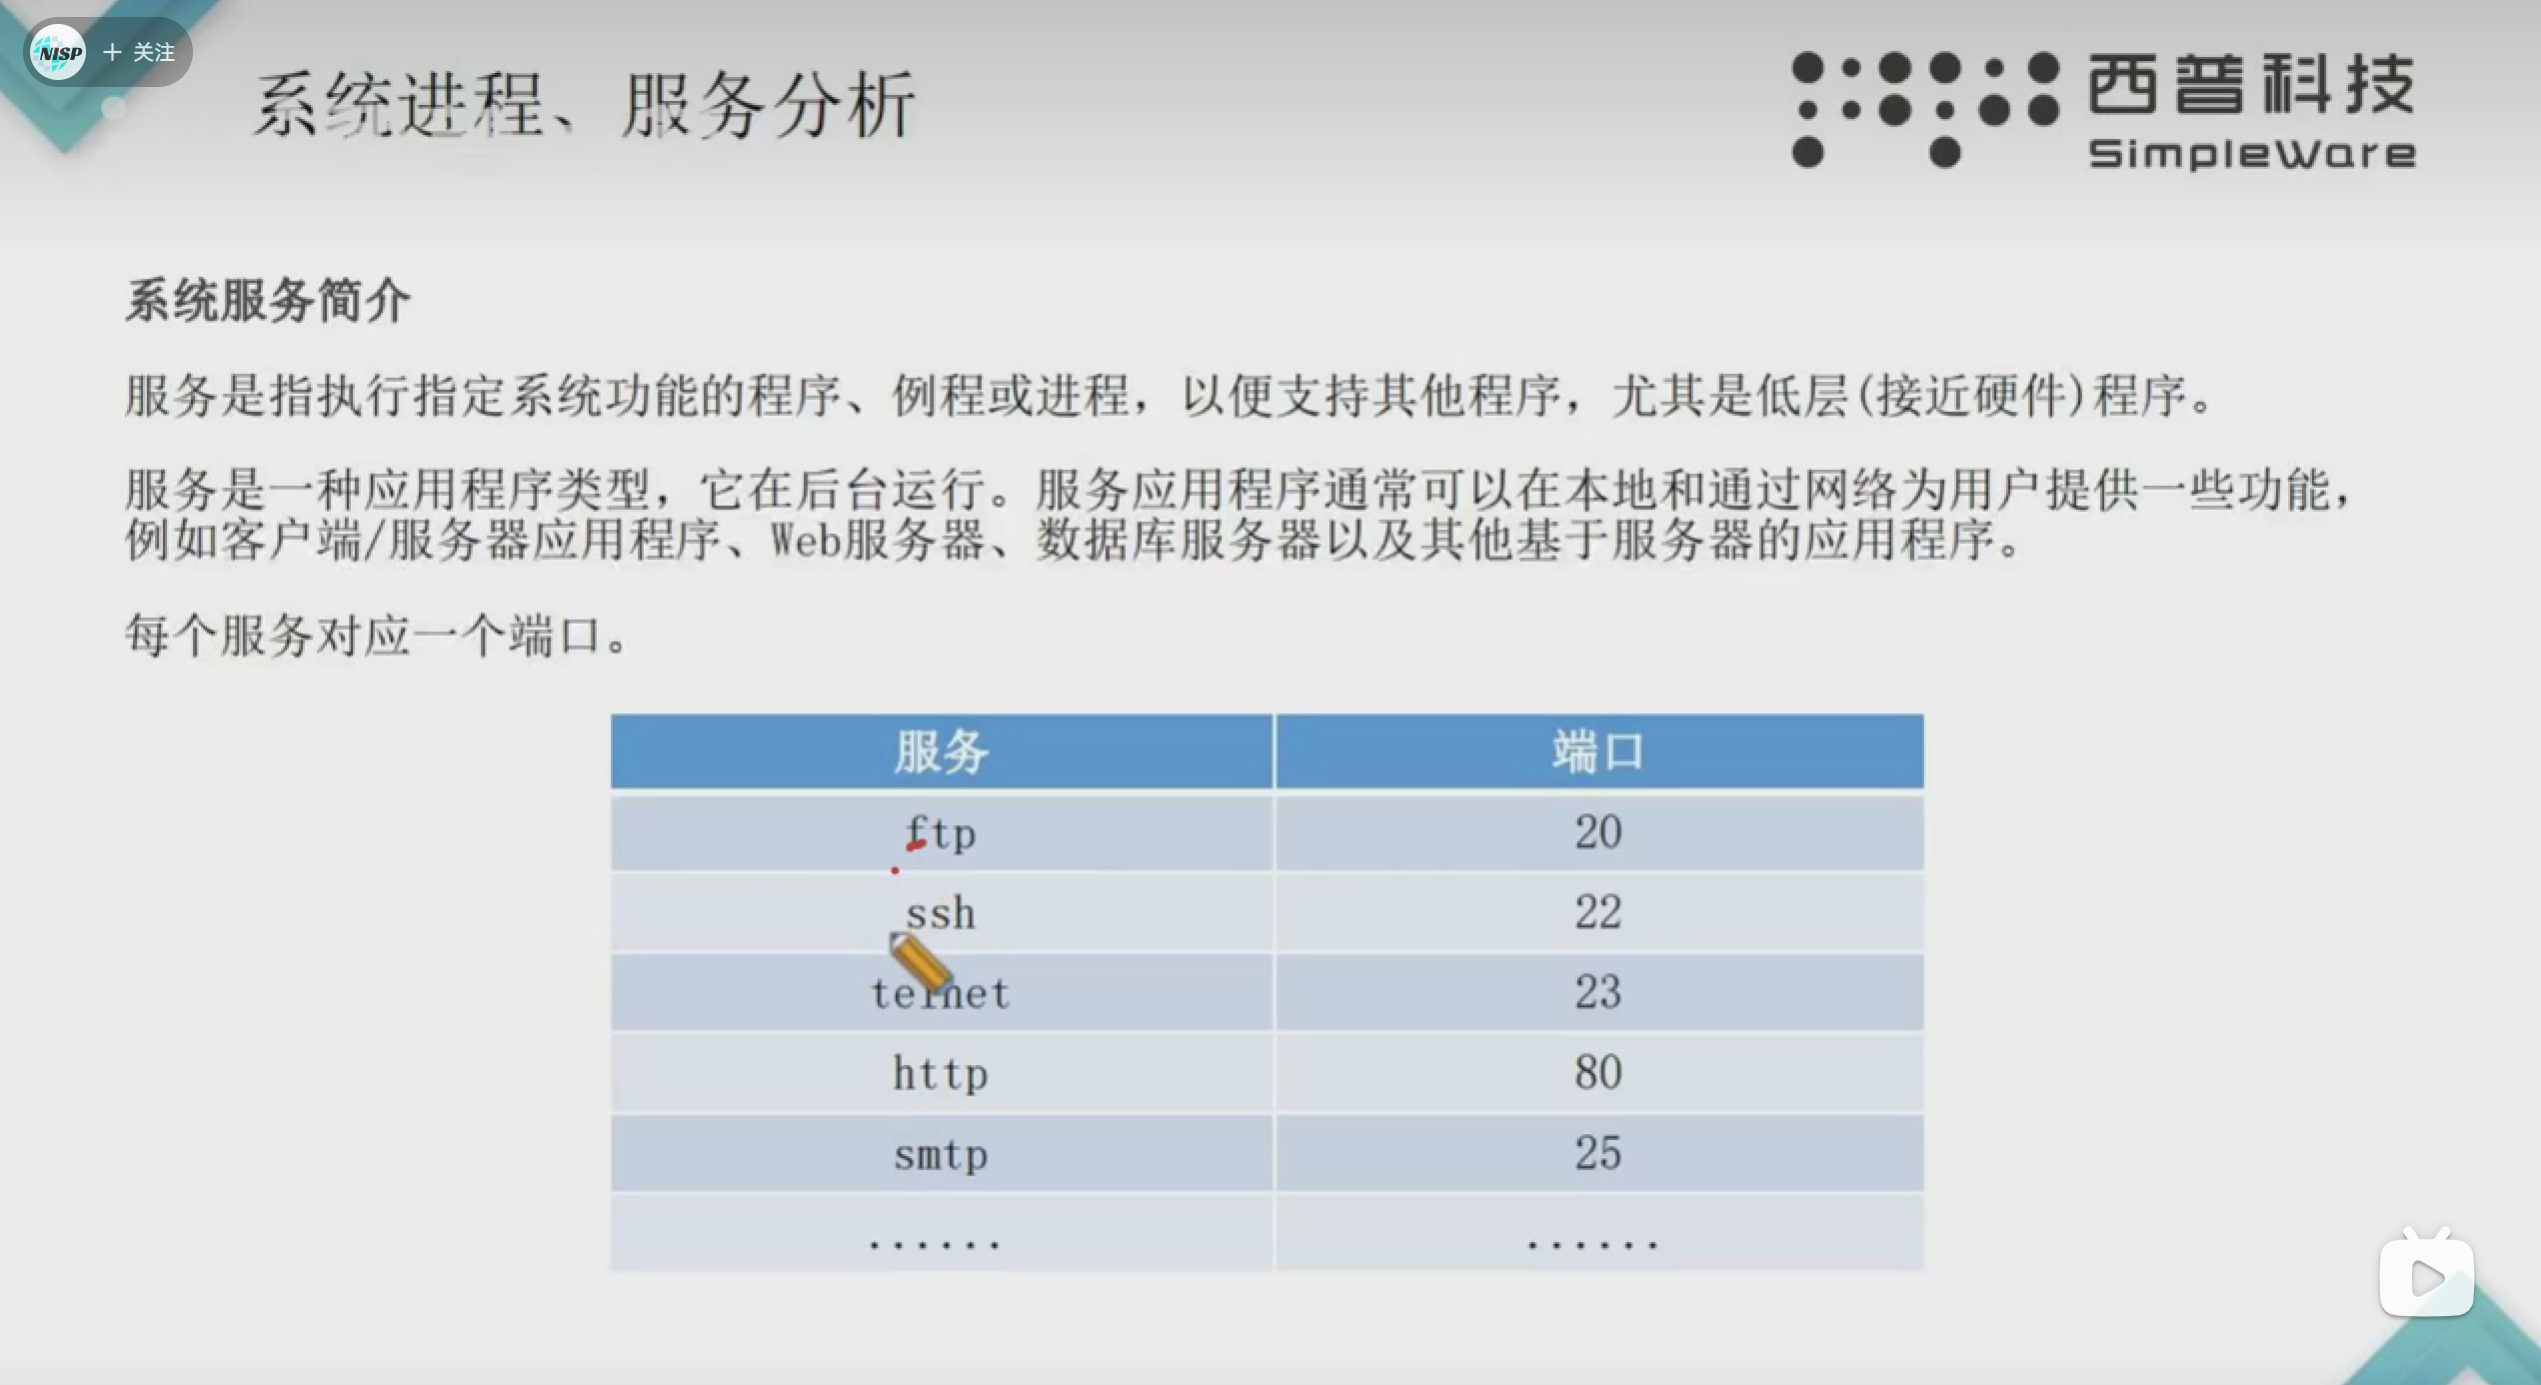 NISP + 关注
系统进程、服务分析
西普科技
SimpleWare
系统服务简介
服务是指执行指定系统功能的程序、例程或进程，以便支持其他程序，尤其是低层(接近硬件)程序。
服务是一种应用程序类型，它在后台运行。服务应用程序通常可以在本地和通过网络为用户提供一些功能，
例如客户端/服务器应用程序、Web服务器、数据库服务器以及其他基于服务器的应用程序。
每个服务对应一个端口。
服务 端口
ftp 20
ssh 22
telnet 23
http 80
smtp 25
...... ......